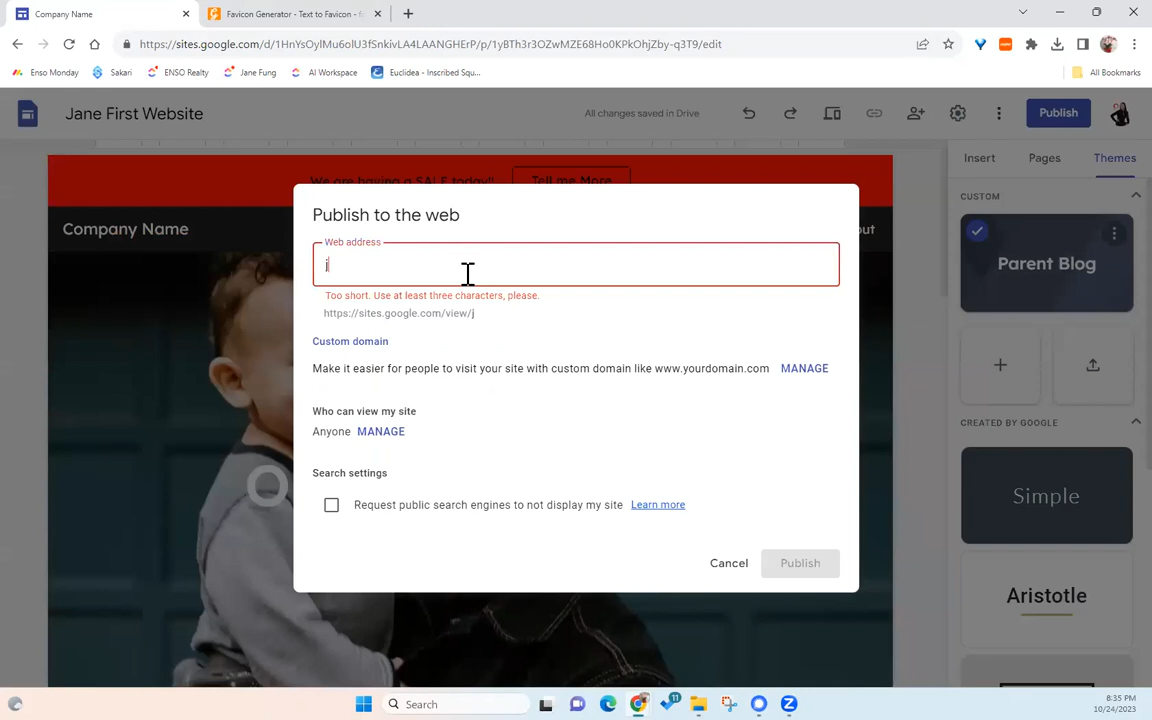 Company Name
Favicon Generator - Text to Favicon - f
https://sites.google.com/d/1HnYsOylMu6olU3fSnkivLA4LAANGHErP/p/1yBTh3r3OZwMZE68Ho0KPkOhjZby-q3T9/edit
Enso Monday
Sakari
ENSO Realty
Jane Fung
AI Workspace
Euclidea - Inscribed Squ...
All Bookmarks
Jane First Website
All changes saved in Drive
Publish
We are having a SALE today!!
Tell me More
Insert
Pages
Themes
Company Name
out
CUSTOM
Parent Blog
CREATED BY GOOGLE
Simple
Aristotle
Publish to the web
Web address
j
Too short. Use at least three characters, please.
https://sites.google.com/view/j
Custom domain
Make it easier for people to visit your site with custom domain like www.yourdomain.com MANAGE
Who can view my site
Anyone MANAGE
Search settings
Request public search engines to not display my site Learn more
Cancel
Publish
O
Search
11
8:35 PM
10/24/2023